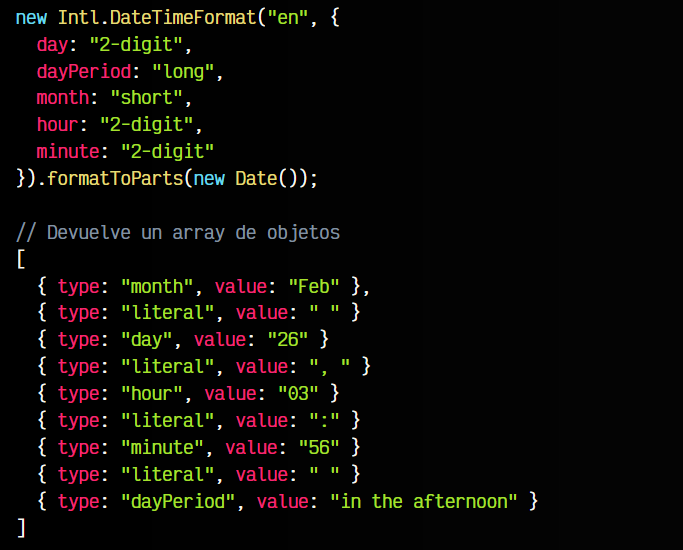 new Intl.DateTimeFormat("en", {
  day: "2-digit",
  dayPeriod: "long",
  month: "short",
  hour: "2-digit",
  minute: "2-digit"
}).formatToParts(new Date());

// Devuelve un array de objetos
[
  { type: "month", value: "Feb" },
  { type: "literal", value: " " }
  { type: "day", value: "26" }
  { type: "literal", value: ", " }
  { type: "hour", value: "03" }
  { type: "literal", value: ":" }
  { type: "minute", value: "56" }
  { type: "literal", value: " " }
  { type: "dayPeriod", value: "in the afternoon" }
]